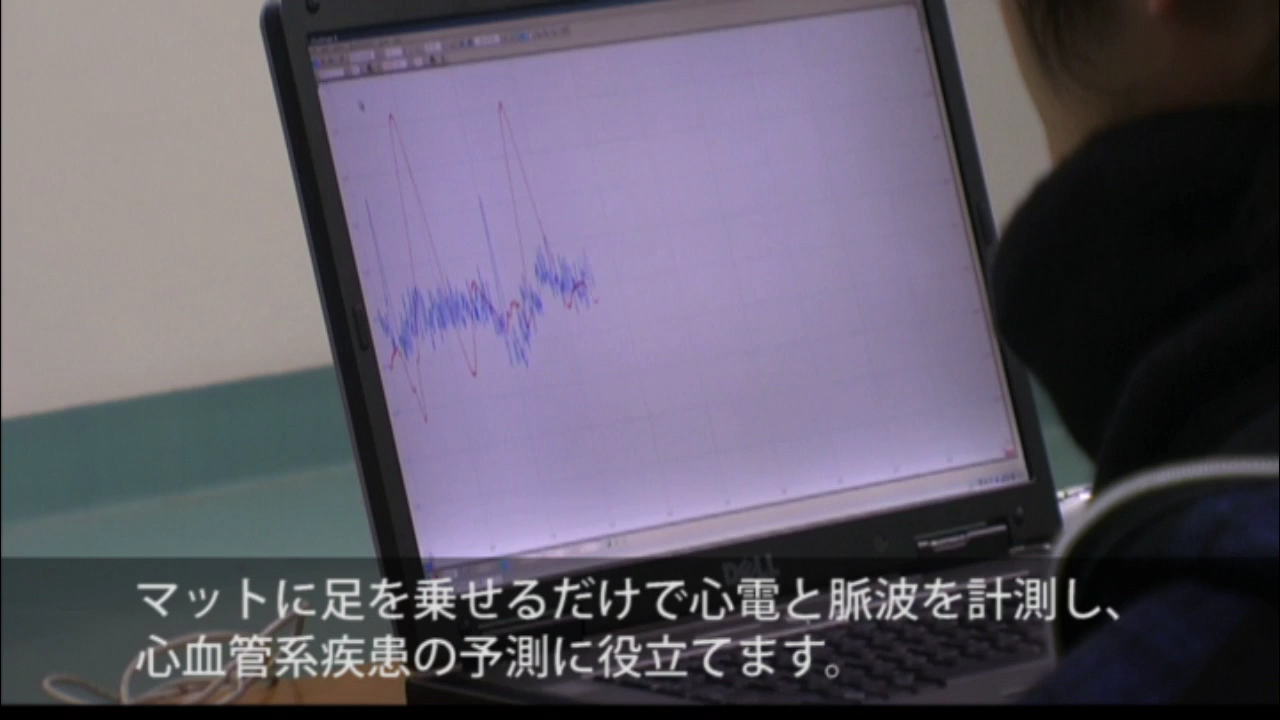 DELL
マットに足を乗せるだけで心電と脈波を計測し、
心血管系疾患の予測に役立てます。